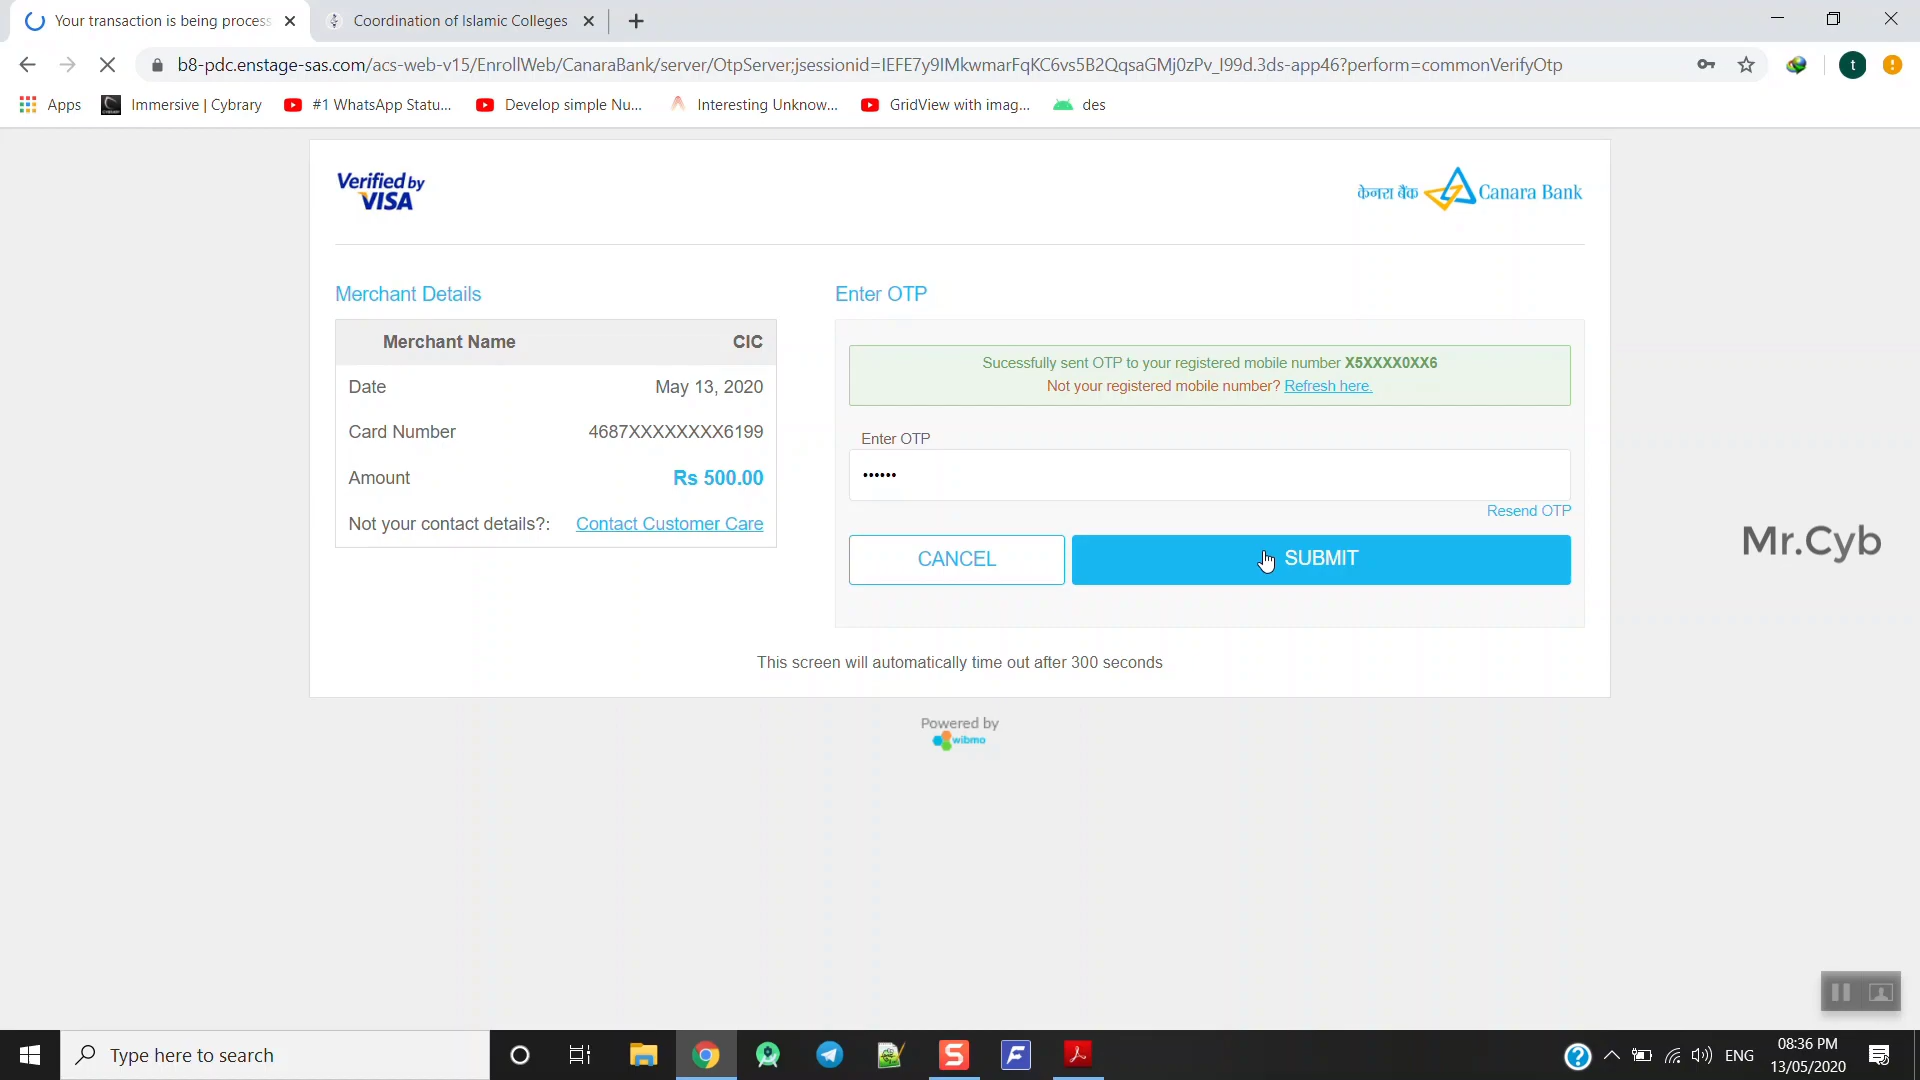 Your transaction is being process
Coordination of Islamic Colleges
b8-pdc.enstage-sas.com/acs-web-v15/EnrollWeb/CanaraBank/server/OtpServer;jsessionid=IEFE7y9IMkwmarFqKC6vs5B2QqsaGMj0zPv_I99d.3ds-app46?perform=commonVerifyOtp
t
Apps
Immersive | Cybrary
#1 WhatsApp Statu...
Develop simple Nu...
Interesting Unknow...
GridView with imag...
des
Verified by
VISA
केनरा बैंक Canara Bank
Merchant Details
Enter OTP
Merchant Name CIC
Date May 13, 2020
Card Number 4687XXXXXXXX6199
Amount Rs 500.00
Not your contact details?: Contact Customer Care
Sucessfully sent OTP to your registered mobile number X5XXXX0XX6
Not your registered mobile number? Refresh here.
Enter OTP
••••••
Resend OTP
CANCEL
SUBMIT
Mr.Cyb
This screen will automatically time out after 300 seconds
Powered by
wibmo
Type here to search
ENG
08:36 PM
13/05/2020